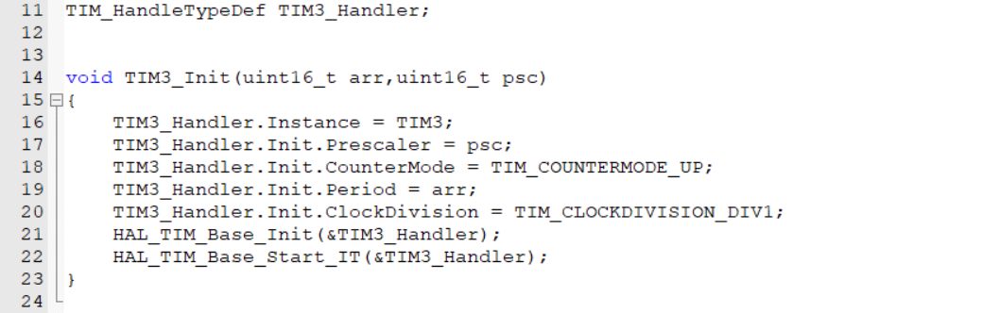 11 TIM_HandleTypeDef TIM3_Handler;
12
13
14 void TIM3_Init(uint16_t arr,uint16_t psc)
15 {
16 TIM3_Handler.Instance = TIM3;
17 TIM3_Handler.Init.Prescaler = psc;
18 TIM3_Handler.Init.CounterMode = TIM_COUNTERMODE_UP;
19 TIM3_Handler.Init.Period = arr;
20 TIM3_Handler.Init.ClockDivision = TIM_CLOCKDIVISION_DIV1;
21 HAL_TIM_Base_Init(&TIM3_Handler);
22 HAL_TIM_Base_Start_IT(&TIM3_Handler);
23 }
24